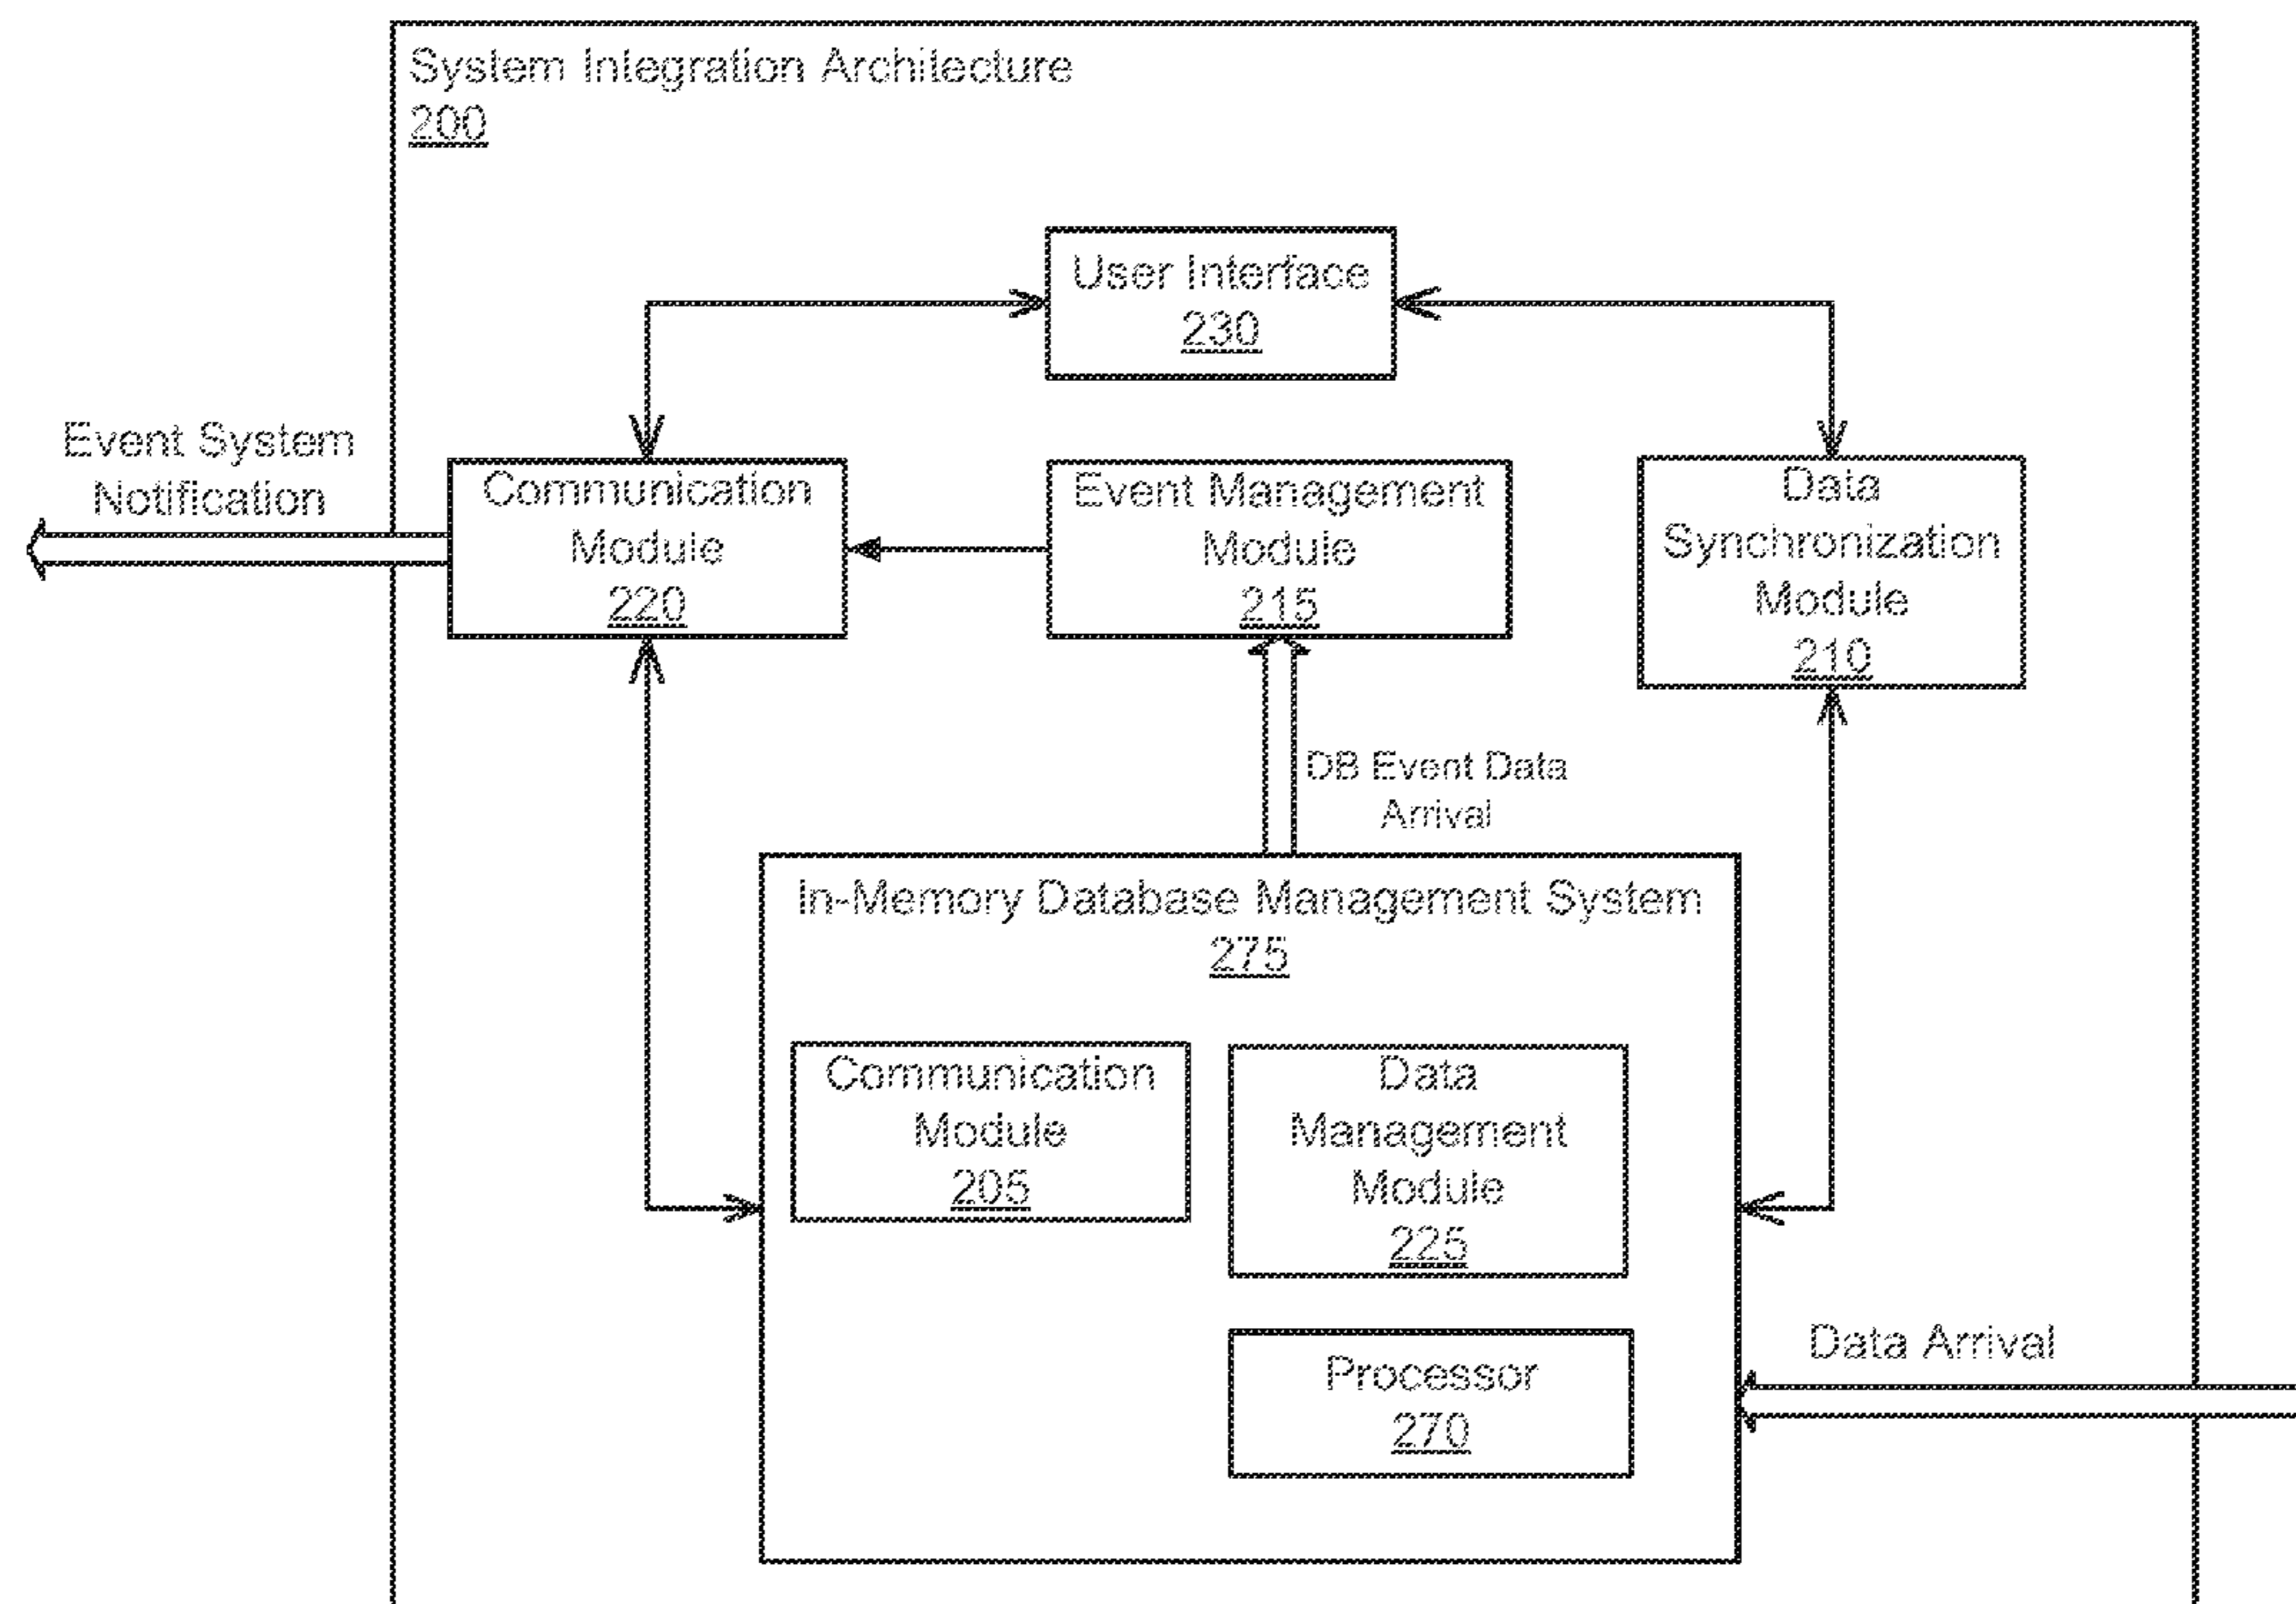 System Integration Architecture
200
User Interface
230
Event System
Notification
Communication
Module
220
Event Management
Module
215
Data
Synchronization
Module
210
DB Event Data
Arrival
In-Memory Database Management System
275
Communication
Module
205
Data
Management
Module
225
Processor
270
Data Arrival